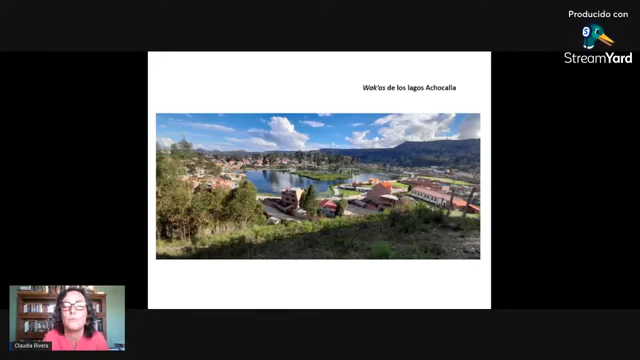 Producido con
StreamYard
Wak'as de los lagos Achocalla
Claudia Rivera